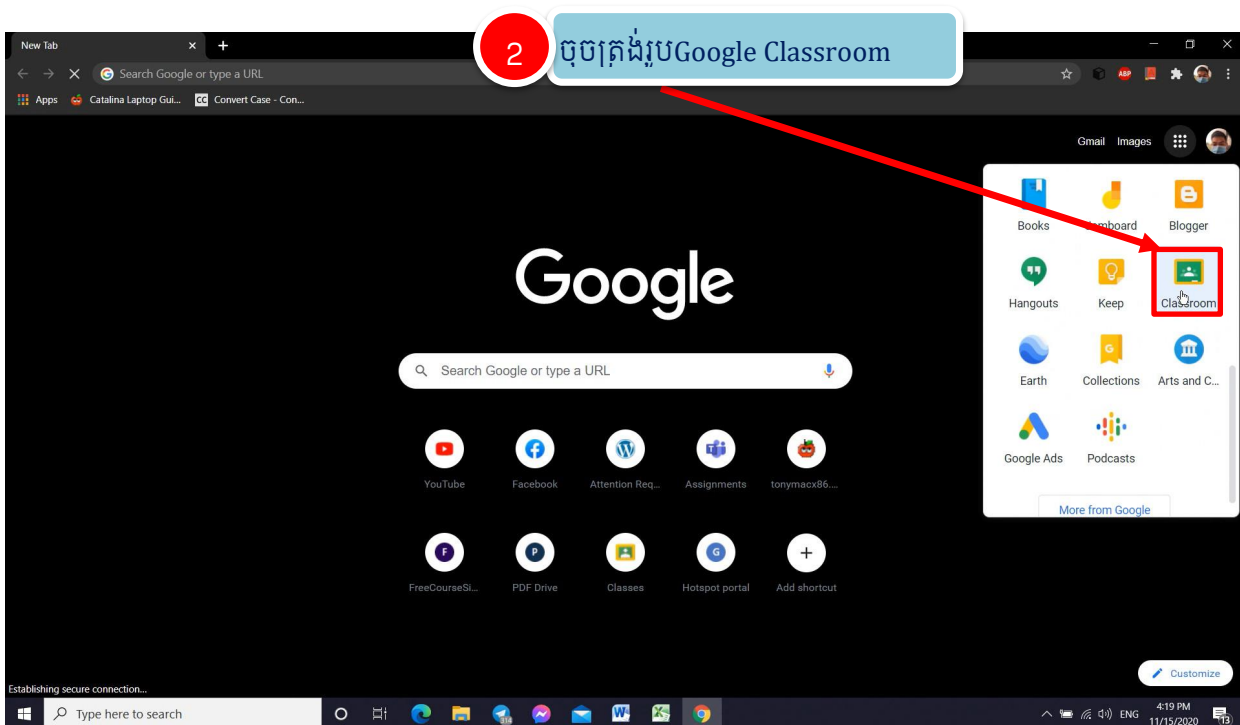 2
ចុចត្រង់រូបGoogle Classroom
New Tab
Search Google or type a URL
ABP
Apps Catalina Laptop Gui... CC Convert Case - Con...
Gmail Images
Books
Blogger
Hangouts Keep Classroom
Google
Search Google or type a URL
Earth Collections Arts and C...
Google Ads Podcasts
YouTube Facebook Attention Req... Assignments tonymacx86....
More from Google
FreeCourseSi... PDF Drive Classes Hotspot portal Add shortcut
Customize
Establishing secure connection...
Type here to search
ENG
4:19 PM
11/15/2020